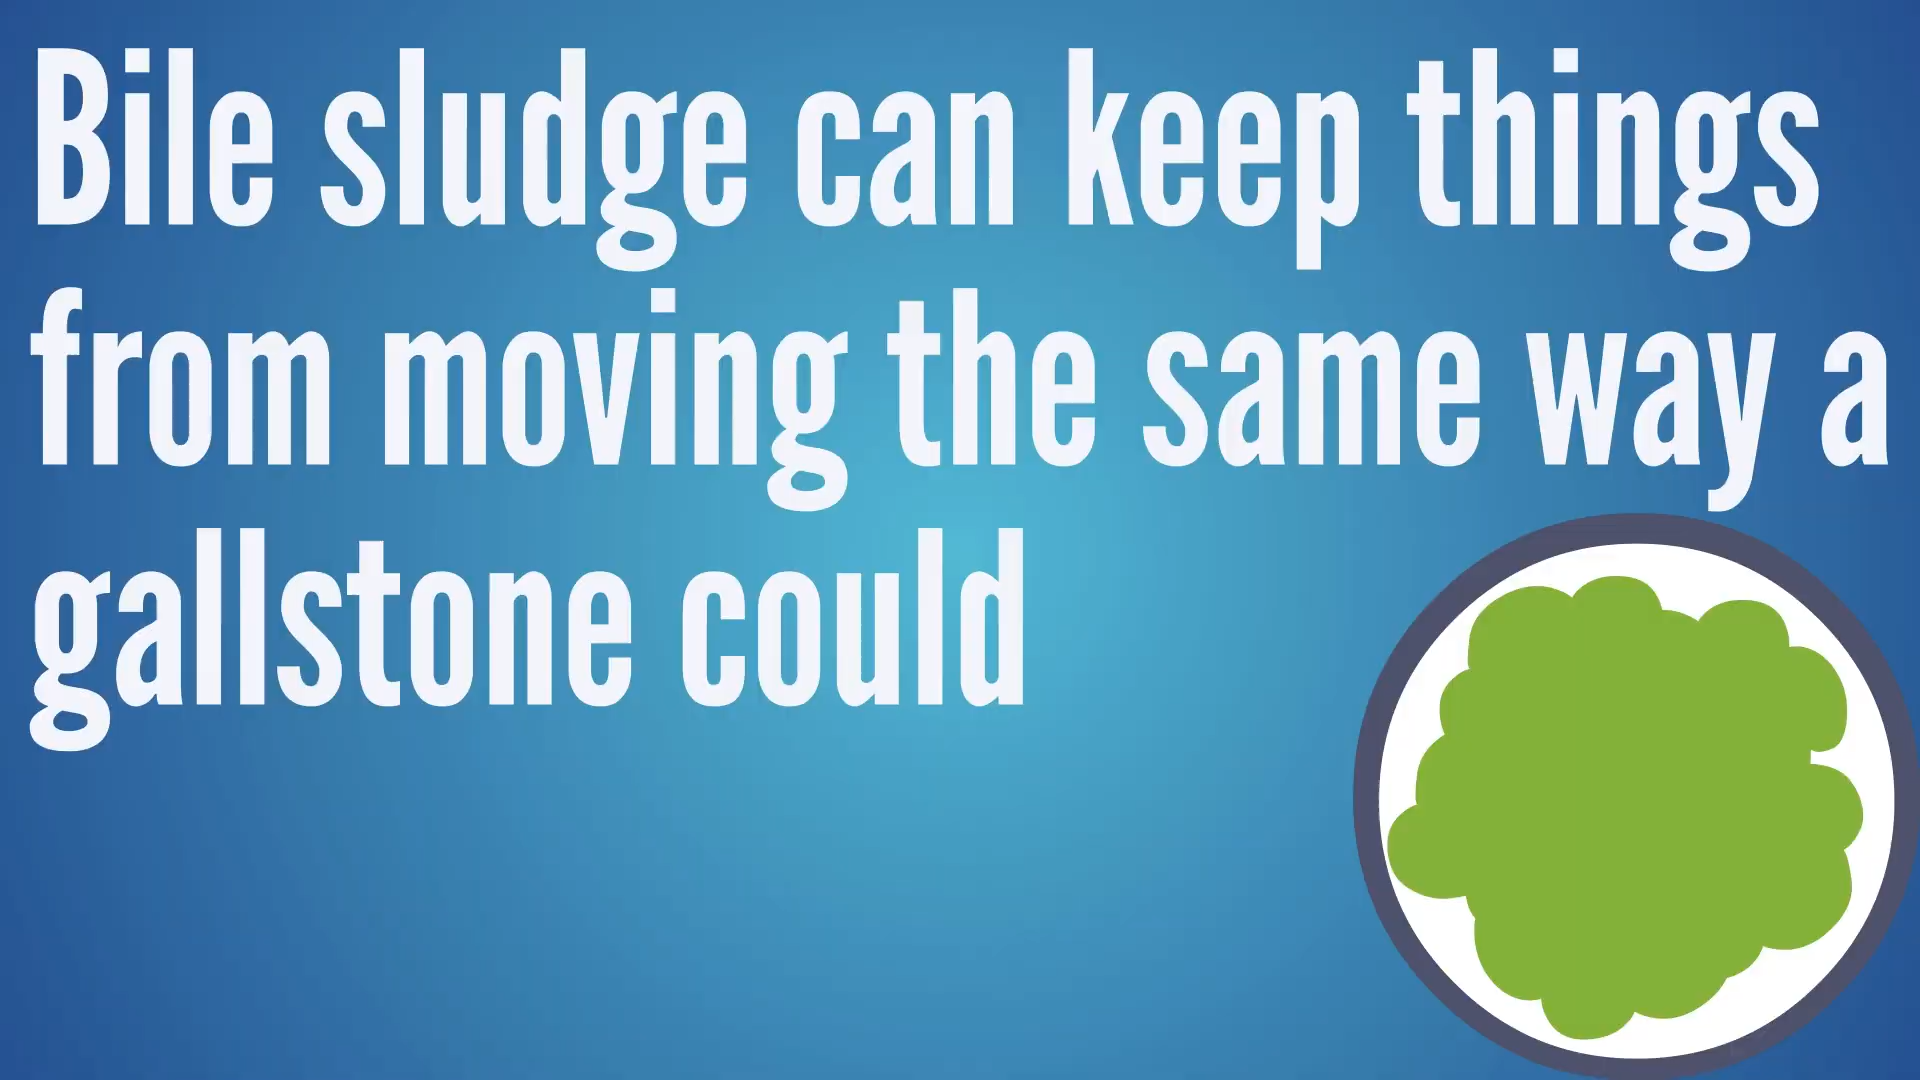 Bile sludge can keep things
from moving the same way a
gallstone could